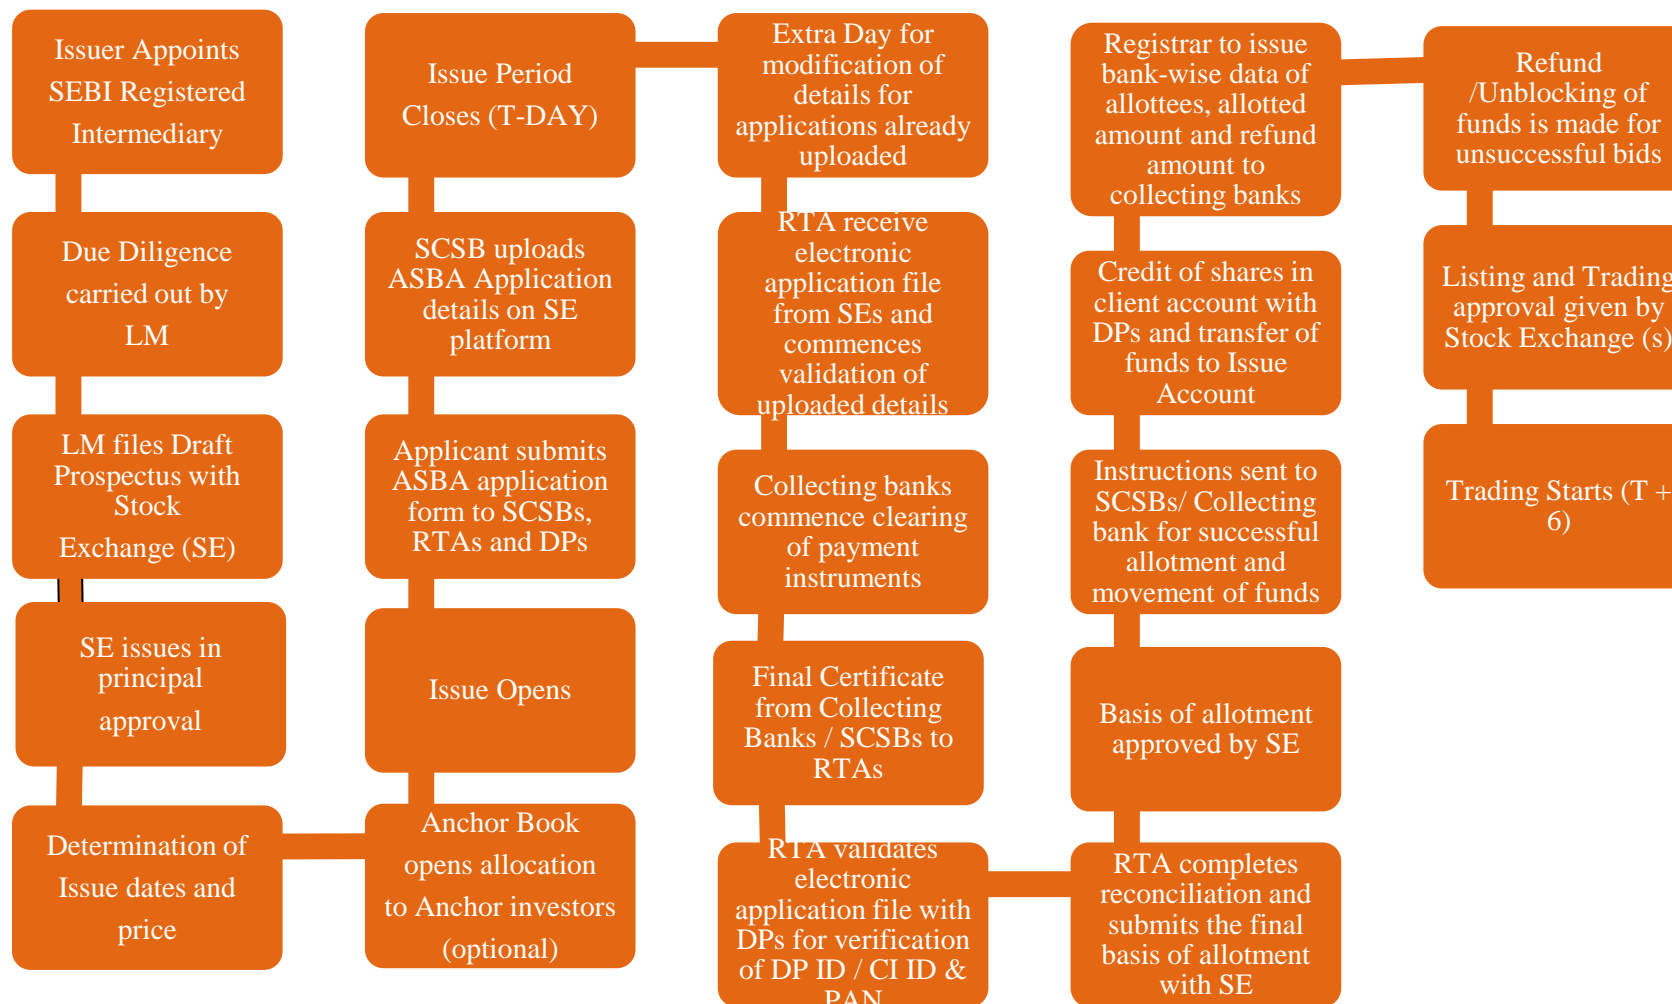 Issuer Appoints
SEBI Registered
Intermediary
Due Diligence
carried out by
LM
LM files Draft
Prospectus with
Stock
Exchange (SE)
SE issues in
principal
approval
Determination of
Issue dates and
price
Anchor Book
opens allocation
to Anchor investors
(optional)
Issue Opens
Applicant submits
ASBA application
form to SCSBs,
RTAs and DPs
SCSB uploads
ASBA Application
details on SE
platform
Issue Period
Closes (T-DAY)
Extra Day for
modification of
details for
applications already
uploaded
RTA receive
electronic
application file
from SEs and
commences
validation of
uploaded details
Collecting banks
commence clearing
of payment
instruments
Final Certificate
from Collecting
Banks / SCSBs to
RTAs
RTA validates
electronic
application file with
DPs for verification
of DP ID / CI ID &
PAN
RTA completes
reconciliation and
submits the final
basis of allotment
with SE
Basis of allotment
approved by SE
Instructions sent to
SCSBs/ Collecting
bank for successful
allotment and
movement of funds
Credit of shares in
client account with
DPs and transfer of
funds to Issue
Account
Registrar to issue
bank-wise data of
allottees, allotted
amount and refund
amount to
collecting banks
Refund
/Unblocking of
funds is made for
unsuccessful bids
Listing and Trading
approval given by
Stock Exchange (s)
Trading Starts (T +
6)